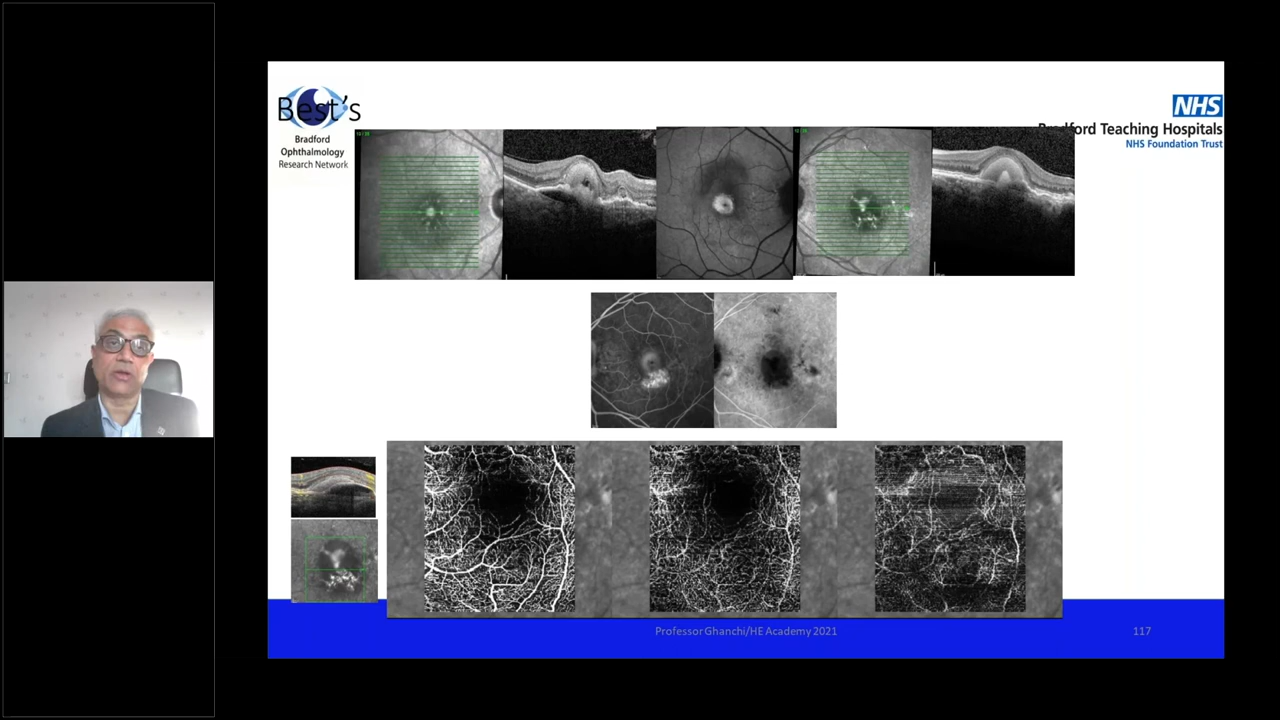 Best's
Bradford
Ophthalmology
Research Network
NHS
Bradford Teaching Hospitals
NHS Foundation Trust
Professor Ghanchi/HE Academy 2021
117